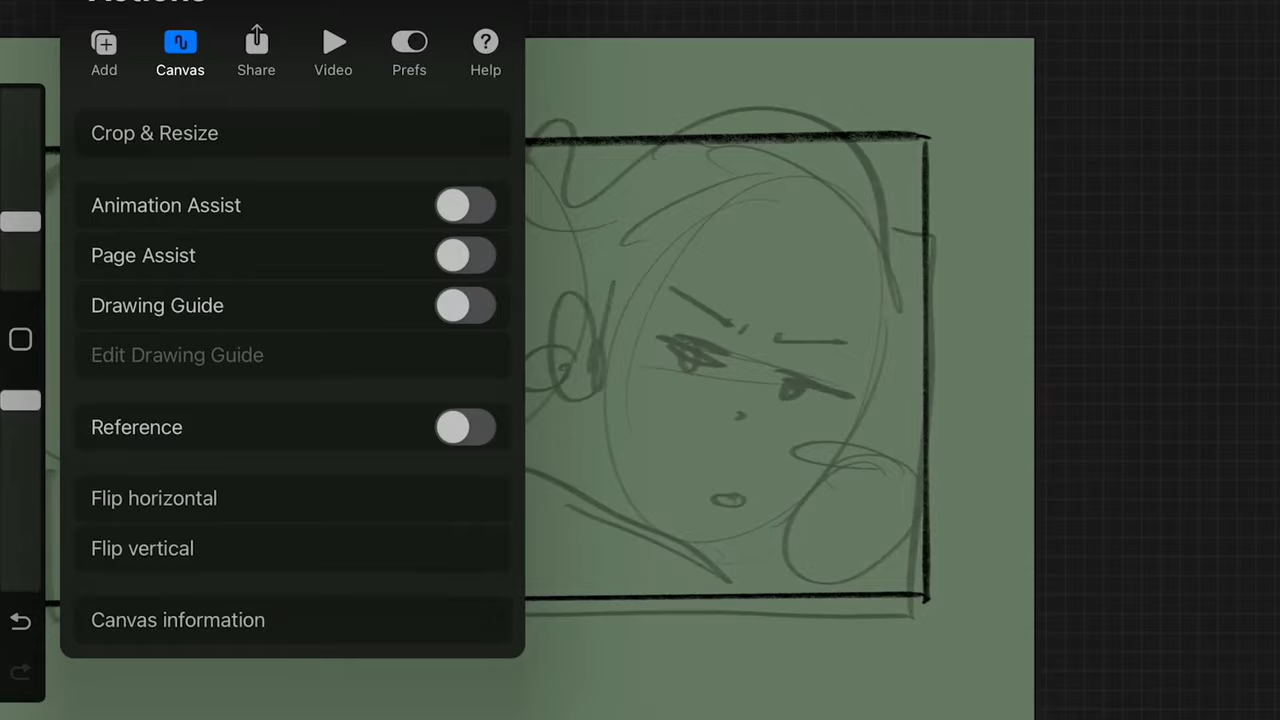 Actions
Add Canvas Share Video Prefs Help
Crop & Resize
Animation Assist
Page Assist
Drawing Guide
Edit Drawing Guide
Reference
Flip horizontal
Flip vertical
Canvas information